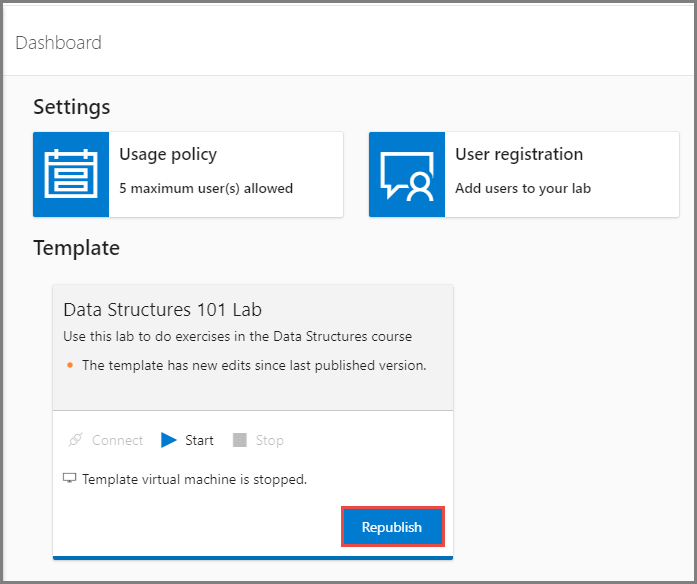 Dashboard
Settings
Usage policy
5 maximum user(s) allowed
User registration
Add users to your lab
Template
Data Structures 101 Lab
Use this lab to do exercises in the Data Structures course
The template has new edits since last published version.
Connect Start Stop
Template virtual machine is stopped.
Republish